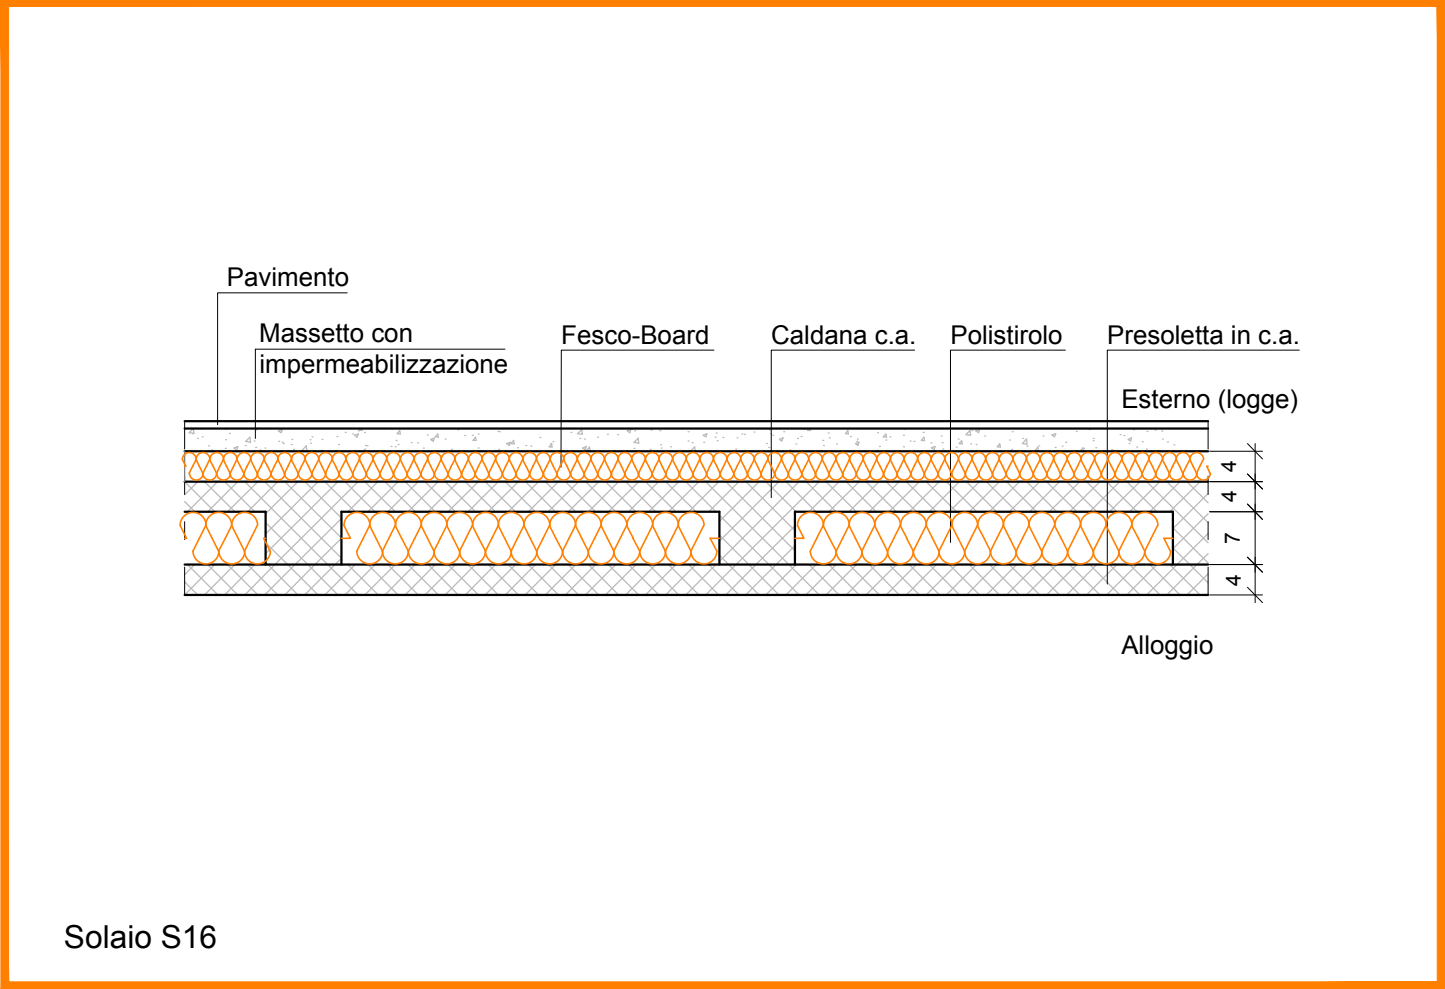 Pavimento
Massetto con
impermeabilizzazione
Fesco-Board
Caldana c.a.
Polistirolo
Presoletta in c.a.
Esterno (logge)
4
4
7
4
Alloggio
Solaio S16